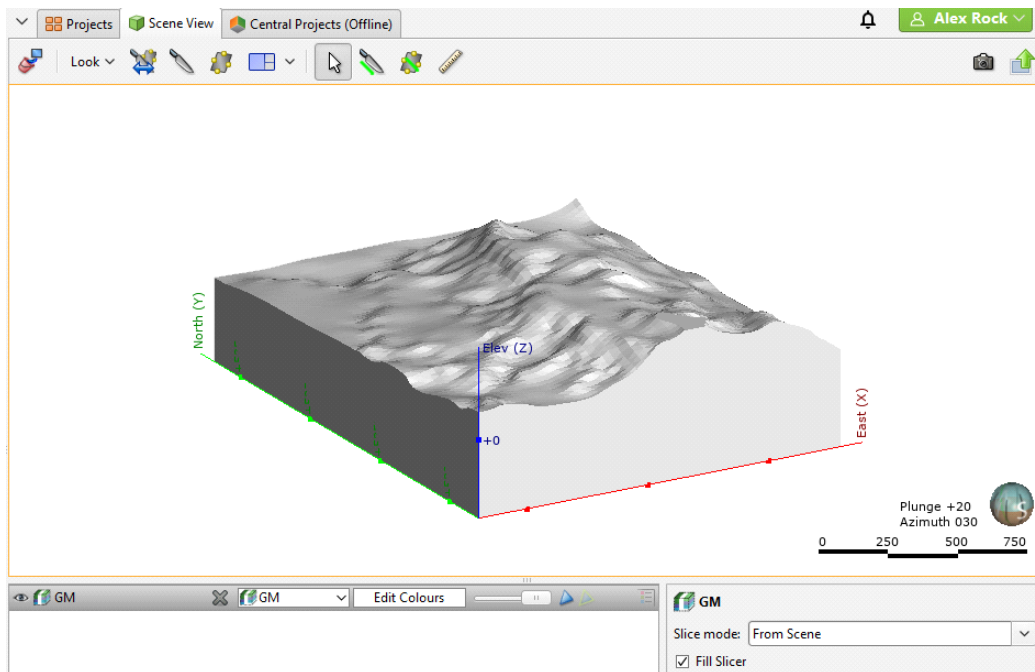 Projects
Scene View
Central Projects (Offline)
Alex Rock
Look
North (Y)
Elev (Z)
+0
East (X)
Plunge +20
Azimuth 030
0 250 500 750
GM
GM
Edit Colours
GM
Slice mode: From Scene
Fill Slicer